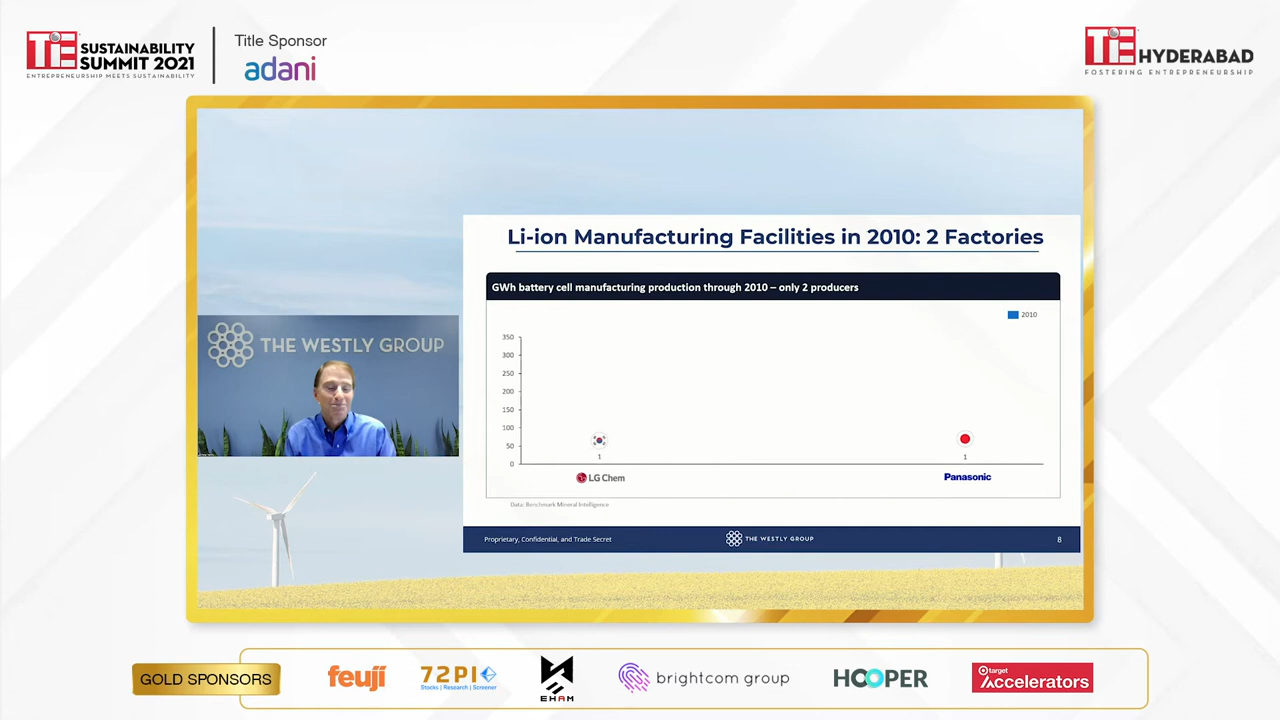 TiE SUSTAINABILITY
SUMMIT 2021
ENTREPRENEURSHIP MEETS SUSTAINABILITY
Title Sponsor
adani
TiE HYDERABAD
FOSTERING ENTREPRENEURSHIP
THE WESTLY GROUP
Li-ion Manufacturing Facilities in 2010: 2 Factories
GWh battery cell manufacturing production through 2010 – only 2 producers
2010
350
300
250
200
150
100
50
0
1
1
LG Chem
Panasonic
Data: Benchmark Mineral Intelligence
Proprietary, Confidential, and Trade Secret
THE WESTLY GROUP
8
GOLD SPONSORS
feuji
72PI
Stocks | Research | Screener
EHAM
brightcom group
HOOPER
target
Accelerators